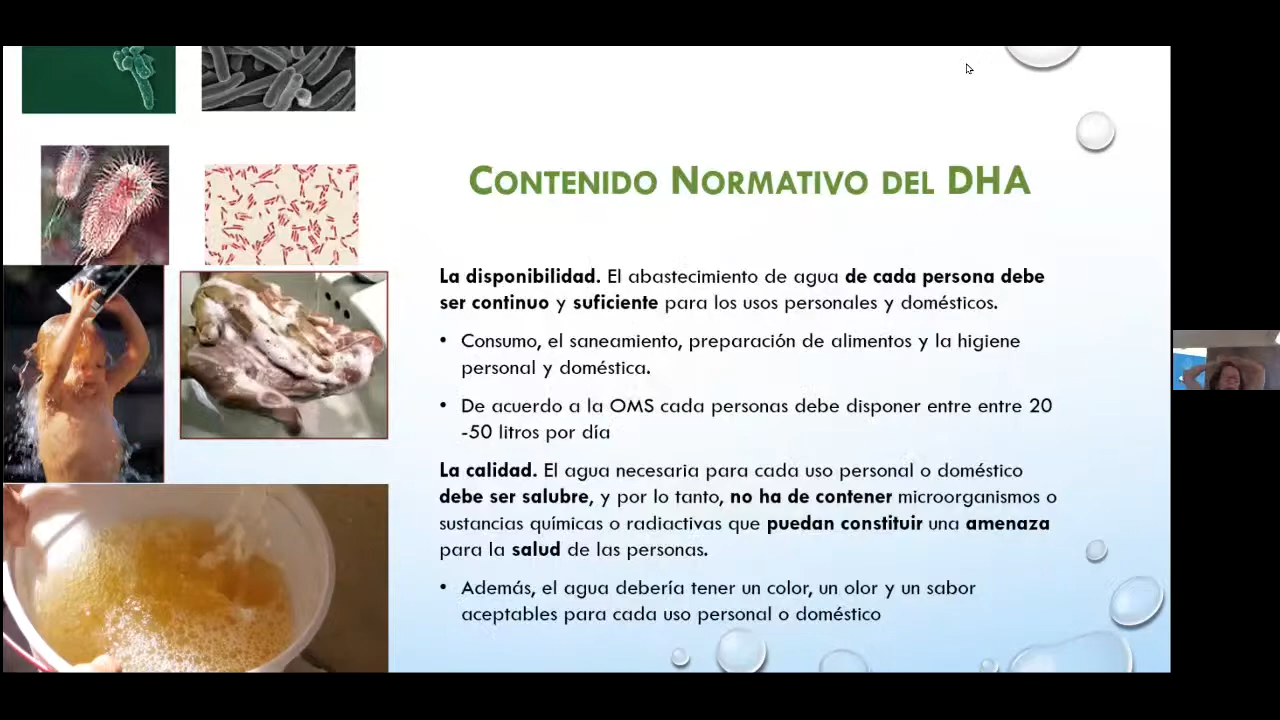 CONTENIDO NORMATIVO DEL DHA
La disponibilidad. El abastecimiento de agua de cada persona debe
ser continuo y suficiente para los usos personales y domésticos.
• Consumo, el saneamiento, preparación de alimentos y la higiene
personal y doméstica.
• De acuerdo a la OMS cada personas debe disponer entre entre 20
-50 litros por día
La calidad. El agua necesaria para cada uso personal o doméstico
debe ser salubre, y por lo tanto, no ha de contener microorganismos o
sustancias químicas o radiactivas que puedan constituir una amenaza
para la salud de las personas.
• Además, el agua debería tener un color, un olor y un sabor
aceptables para cada uso personal o doméstico